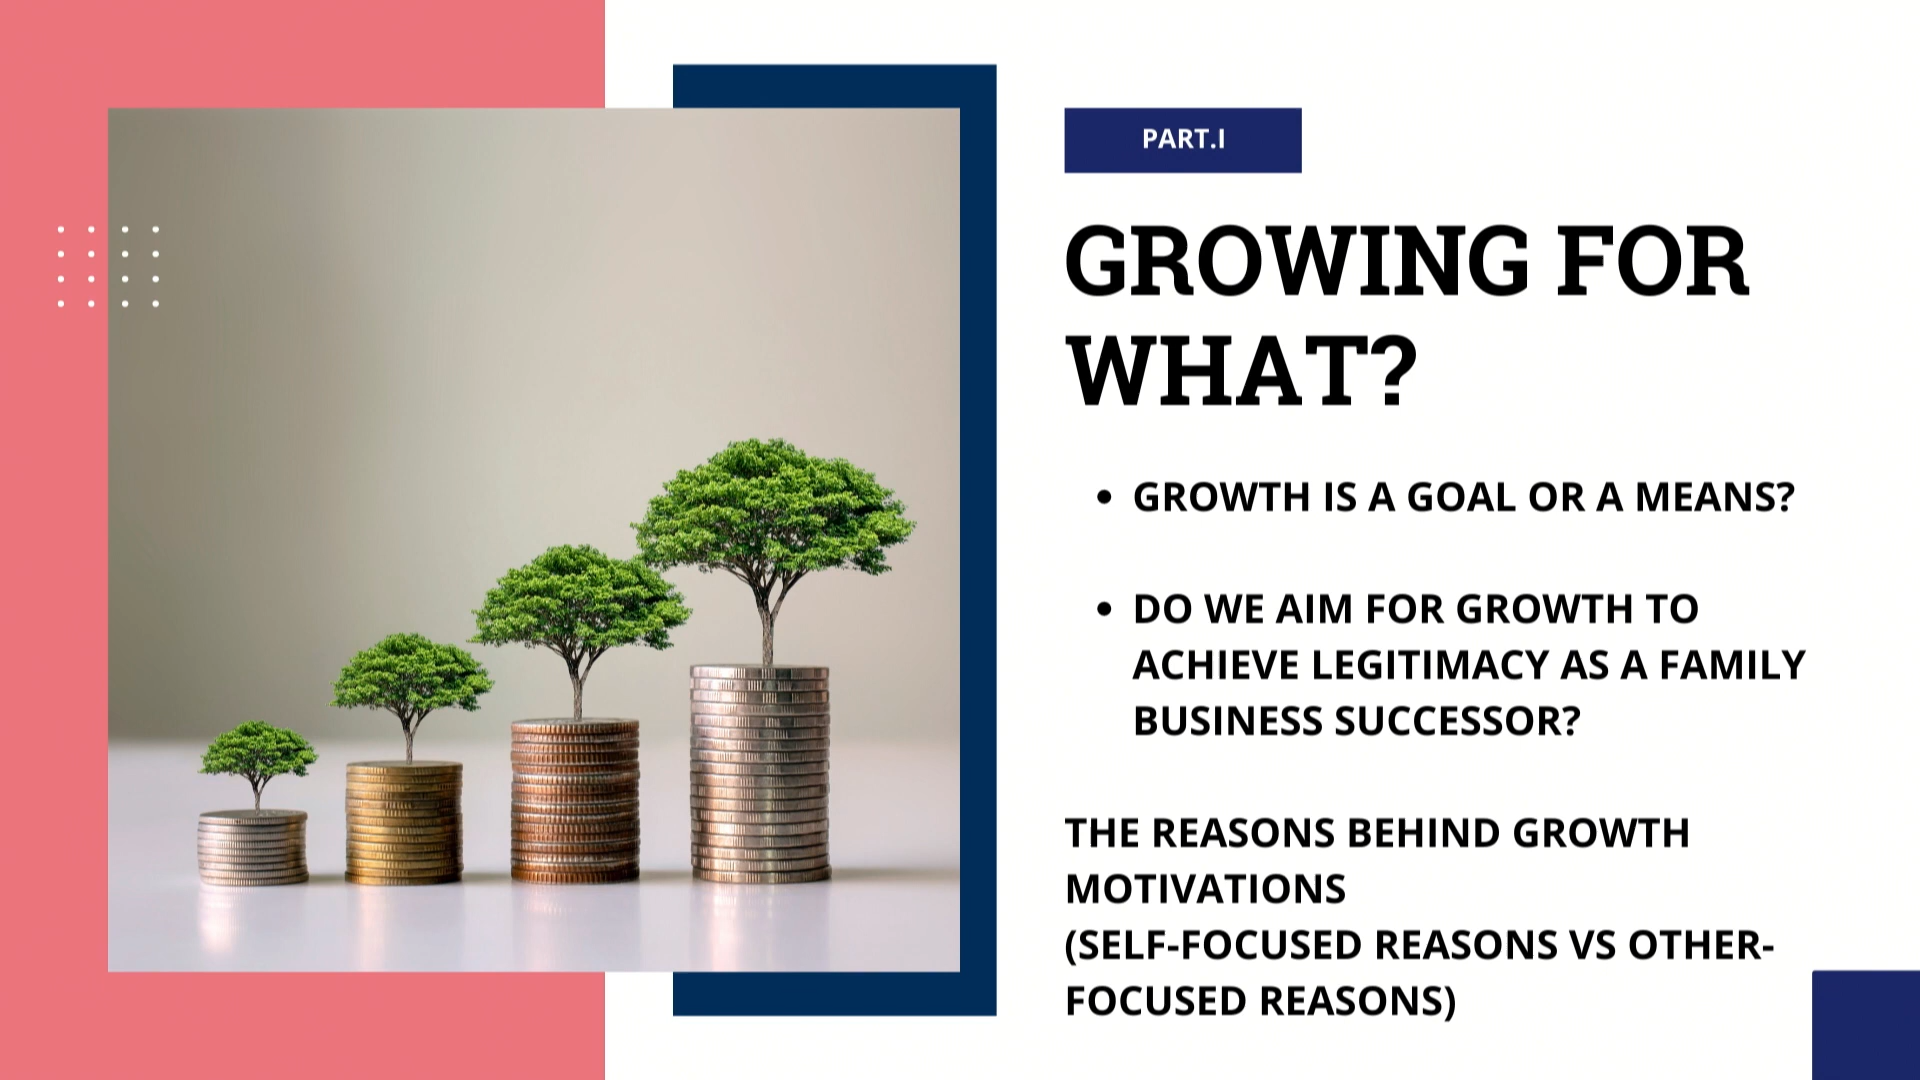 PART.I
GROWING FOR
WHAT?
• GROWTH IS A GOAL OR A MEANS?
• DO WE AIM FOR GROWTH TO
ACHIEVE LEGITIMACY AS A FAMILY
BUSINESS SUCCESSOR?
THE REASONS BEHIND GROWTH
MOTIVATIONS
(SELF-FOCUSED REASONS VS OTHER-
FOCUSED REASONS)